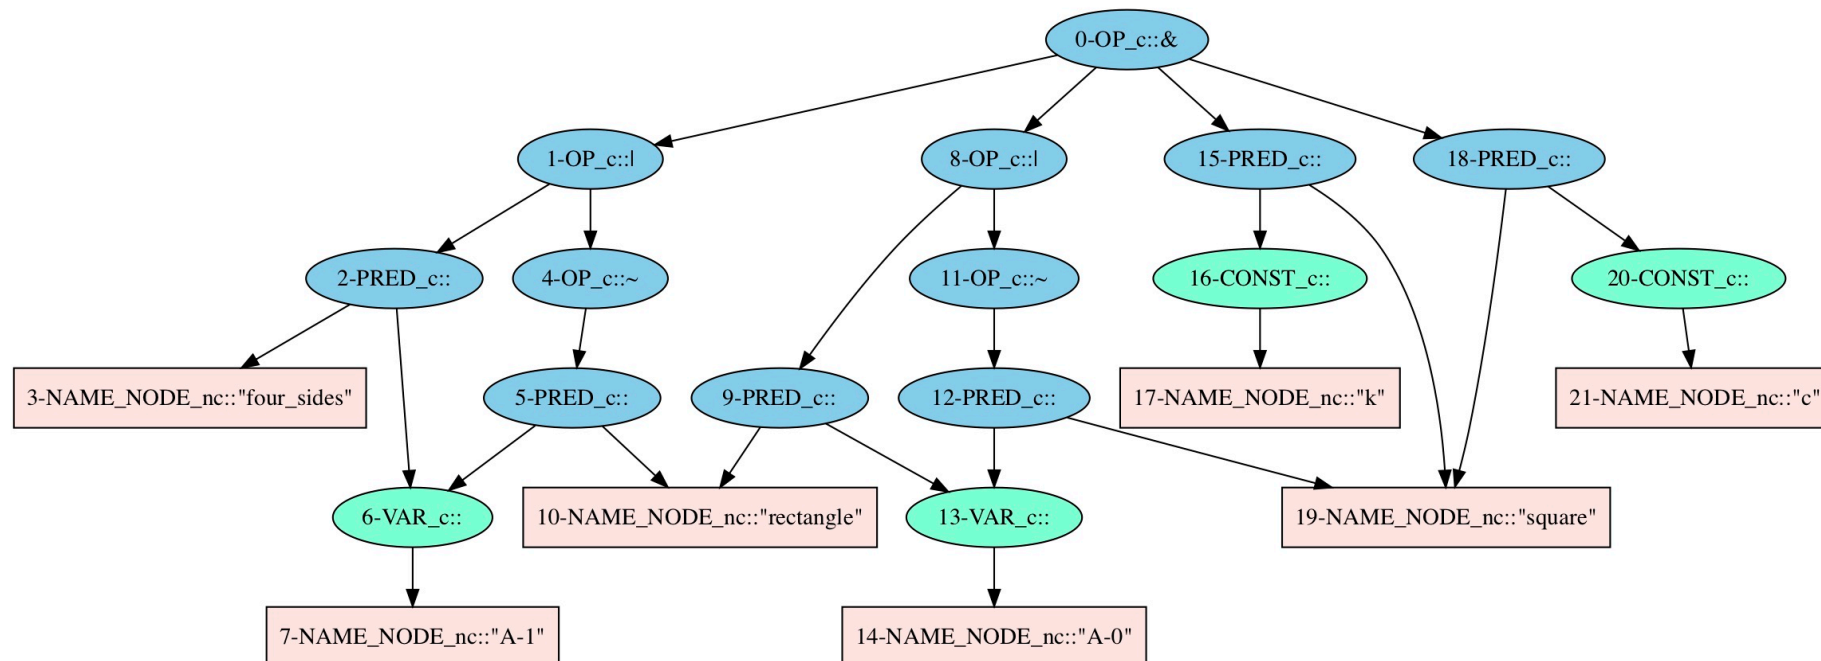 0-OP_c::&
1-OP_c::|
8-OP_c::|
15-PRED_c::
18-PRED_c::
2-PRED_c::
4-OP_c::~
11-OP_c::~
16-CONST_c::
20-CONST_c::
3-NAME_NODE_nc::"four_sides"
5-PRED_c::
9-PRED_c::
12-PRED_c::
17-NAME_NODE_nc::"k"
21-NAME_NODE_nc::"c"
6-VAR_c::
10-NAME_NODE_nc::"rectangle"
13-VAR_c::
19-NAME_NODE_nc::"square"
7-NAME_NODE_nc::"A-1"
14-NAME_NODE_nc::"A-0"